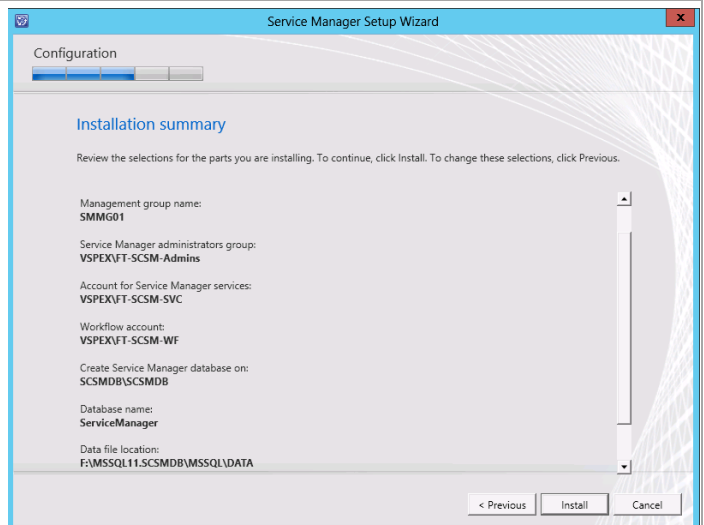 Service Manager Setup Wizard
x
Configuration
Installation summary
Review the selections for the parts you are installing. To continue, click Install. To change these selections, click Previous.
Management group name:
SMMG01
Service Manager administrators group:
VSPEX\FT-SCSM-Admins
Account for Service Manager services:
VSPEX\FT-SCSM-SVC
Workflow account:
VSPEX\FT-SCSM-WF
Create Service Manager database on:
SCSMDB\SCSMDB
Database name:
ServiceManager
Data file location:
F:\MSSQL11.SCSMDB\MSSQL\DATA
< Previous Install Cancel